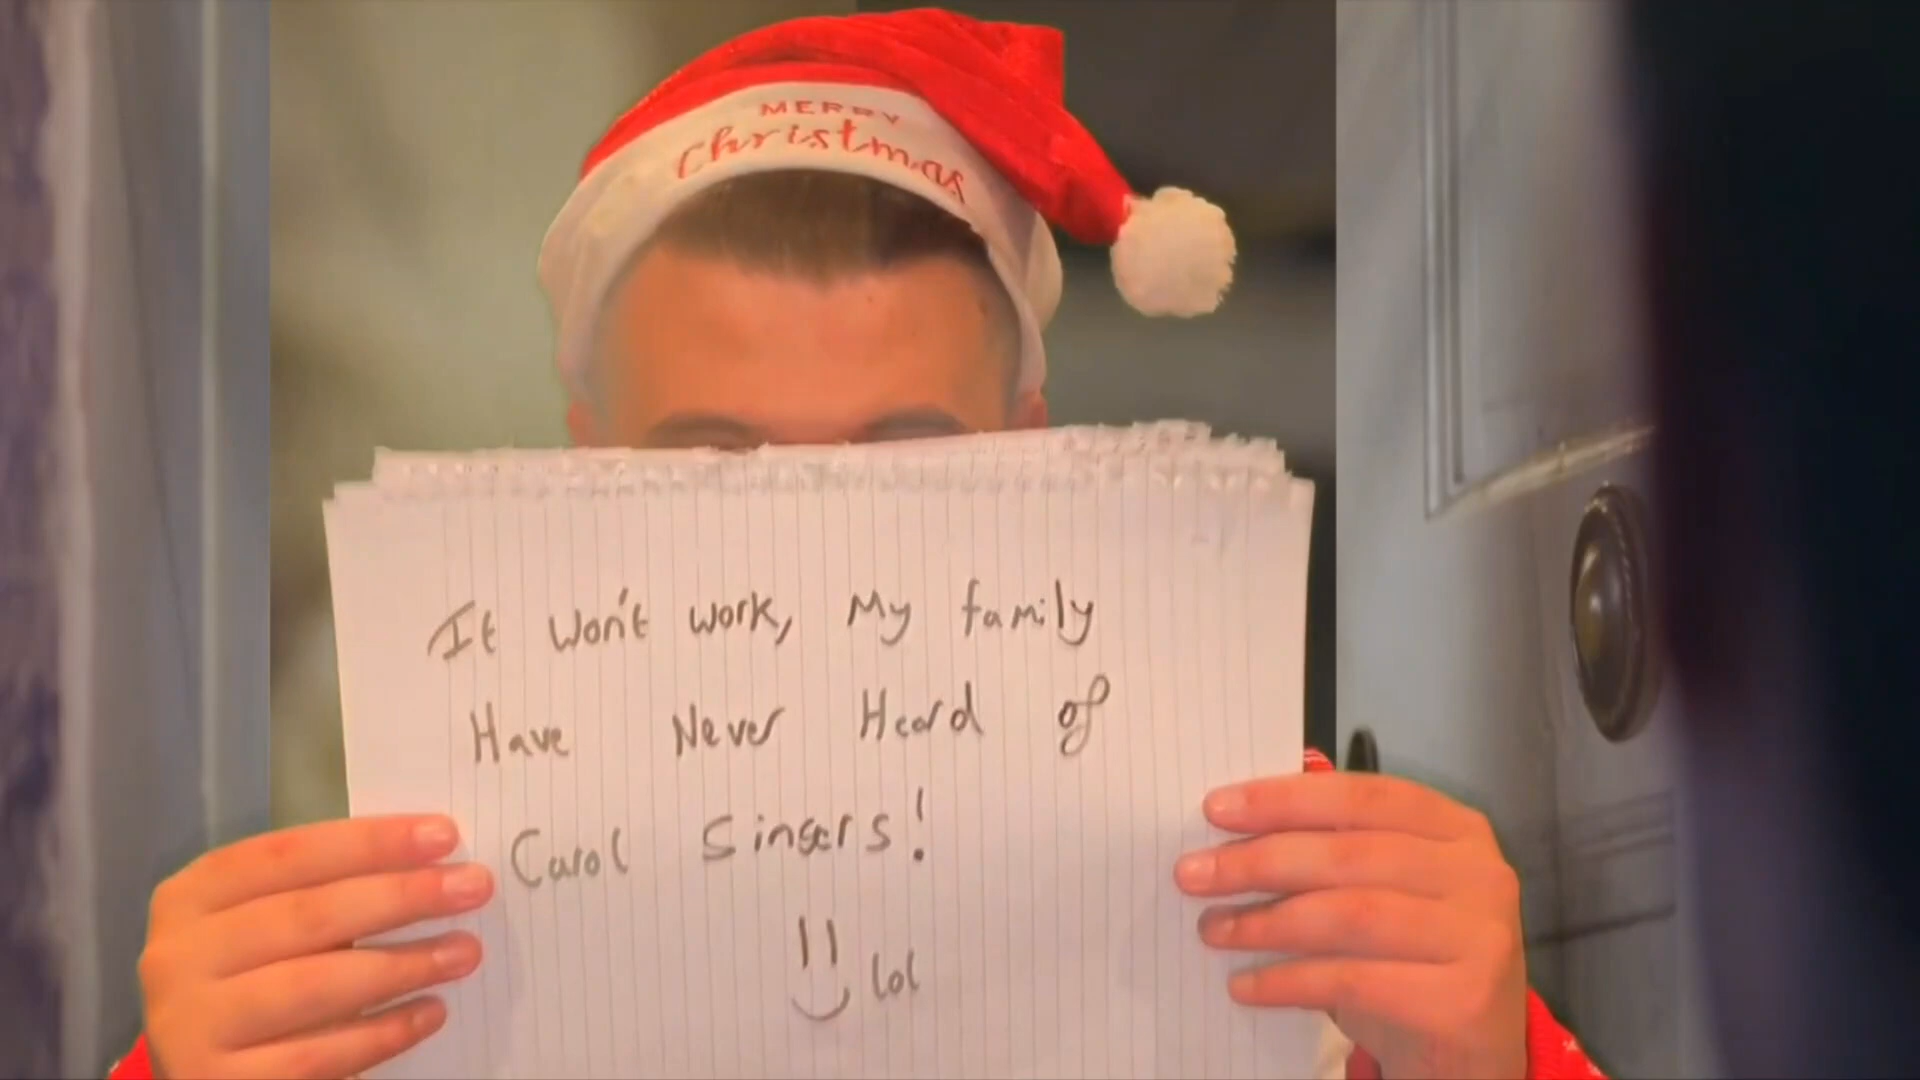 MERRY
Christmas
It won't work, My family
Have Never Heard of
Carol Singers!
lol